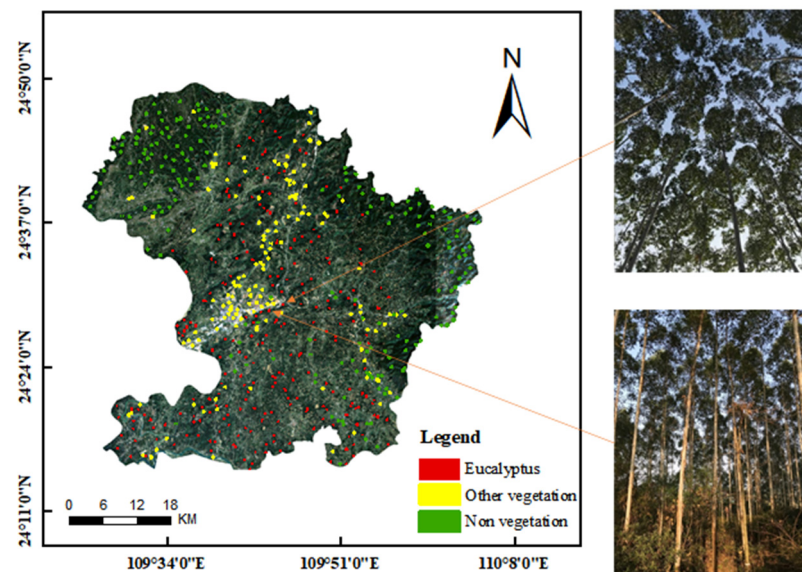 N
24°50'0"N
24°37'0"N
24°24'0"N
24°11'0"N
Legend
Eucalyptus
Other vegetation
Non vegetation
0 6 12 18
KM
109°34'0"E 109°51'0"E 110°8'0"E